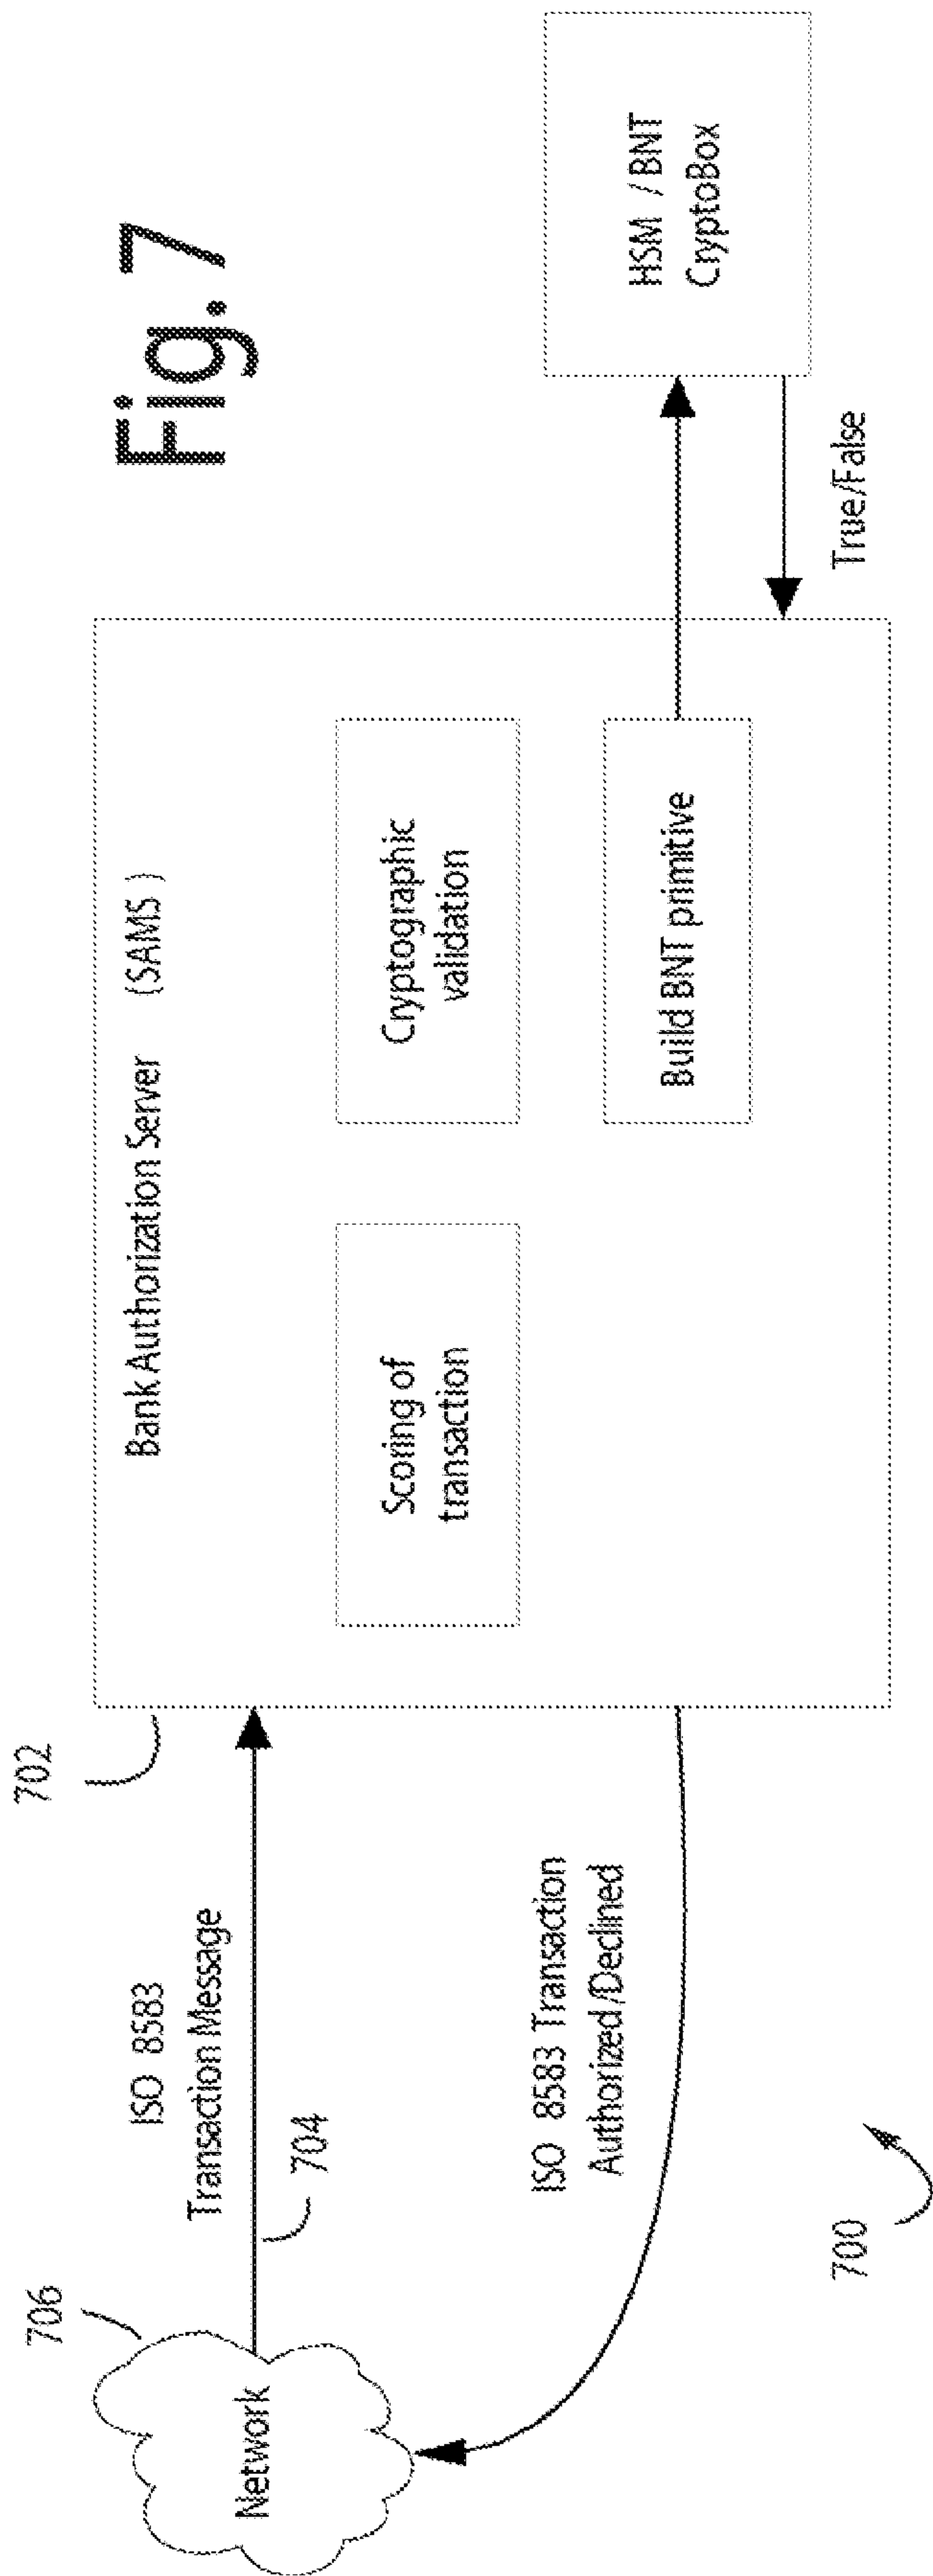 Fig. 7
702
Bank Authorization Server (SAMS)
706
ISO 8583
Transaction Message
704
Network
Scoring of
transaction
Cryptographic
validation
Build BNT primitive
HSM / BNT
CryptoBox
True/False
ISO 8583 Transaction
Authorized/Declined
700